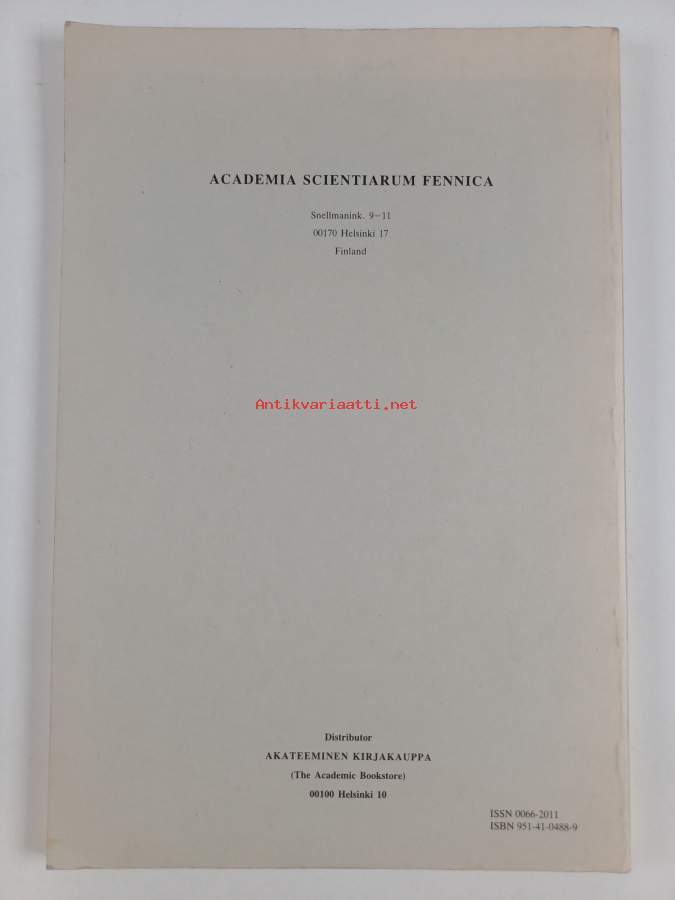 ACADEMIA SCIENTIARUM FENNICA
Snellmanink. 9–11
00170 Helsinki 17
Finland
Antikvariaatti.net
Distributor
AKATEEMINEN KIRJAKAUPPA
(The Academic Bookstore)
00100 Helsinki 10
ISSN 0066-2011
ISBN 951-41-0488-9